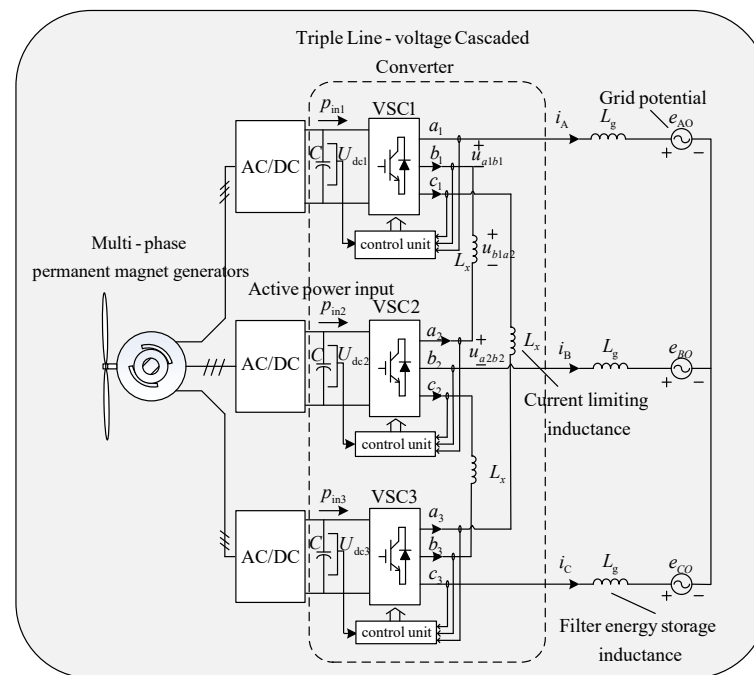 Triple Line - voltage Cascaded
Converter
p_in1
VSC1
a_1
i_A
L_g
Grid potential
e_AO
+ −
AC/DC
C
U_dc1
b_1
+
u_a1b1
c_1
control unit
L_x
+
u_b1a2
−
Multi - phase
permanent magnet generators
Active power input
p_in2
VSC2
a_2
+
u_a2b2
−
L_x
AC/DC
C
U_dc2
b_2
i_B
L_g
e_BO
+ −
c_2
Current limiting
inductance
control unit
L_x
p_in3
VSC3
a_3
AC/DC
C
U_dc3
b_3
c_3
i_C
L_g
e_CO
+ −
control unit
Filter energy storage
inductance